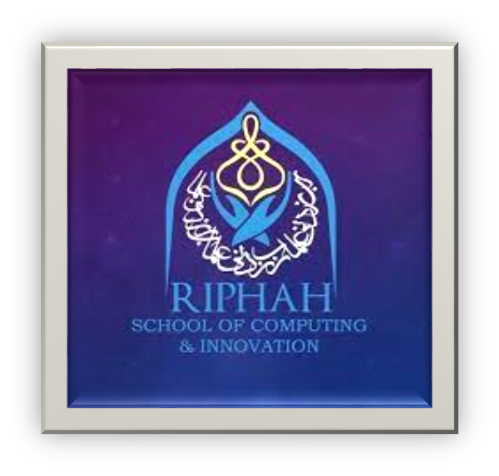 RIPHAH
SCHOOL OF COMPUTING
& INNOVATION